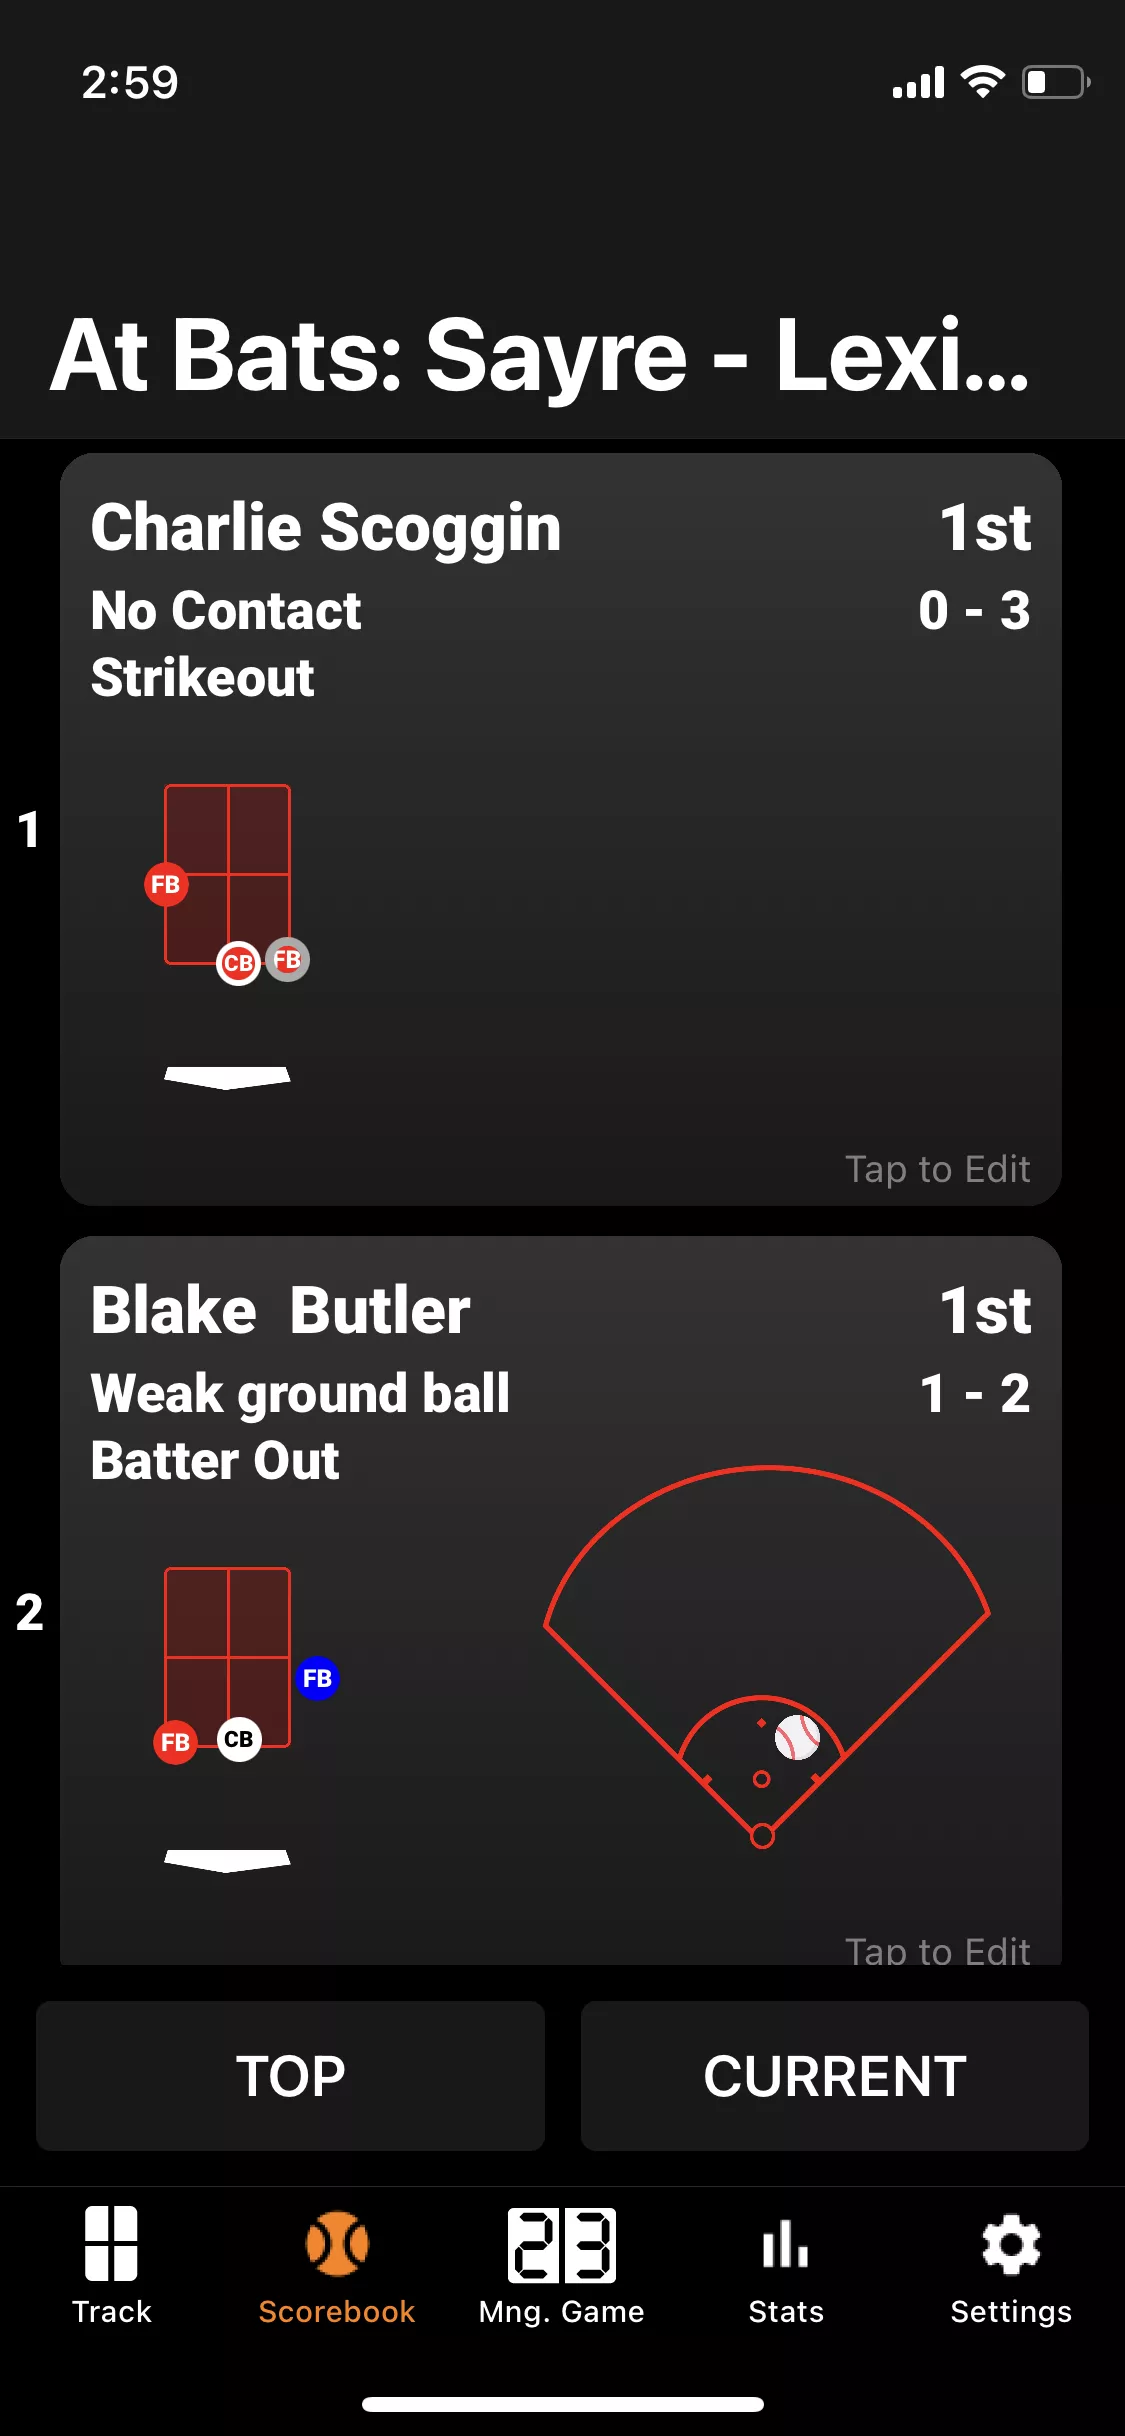 2:59
At Bats: Sayre - Lexi...
Charlie Scoggin 1st
No Contact 0 - 3
Strikeout
1
FB
CB FB
Tap to Edit
Blake  Butler 1st
Weak ground ball 1 - 2
Batter Out
2
FB
FB CB
Tap to Edit
TOP CURRENT
23
Track Scorebook Mng. Game Stats Settings